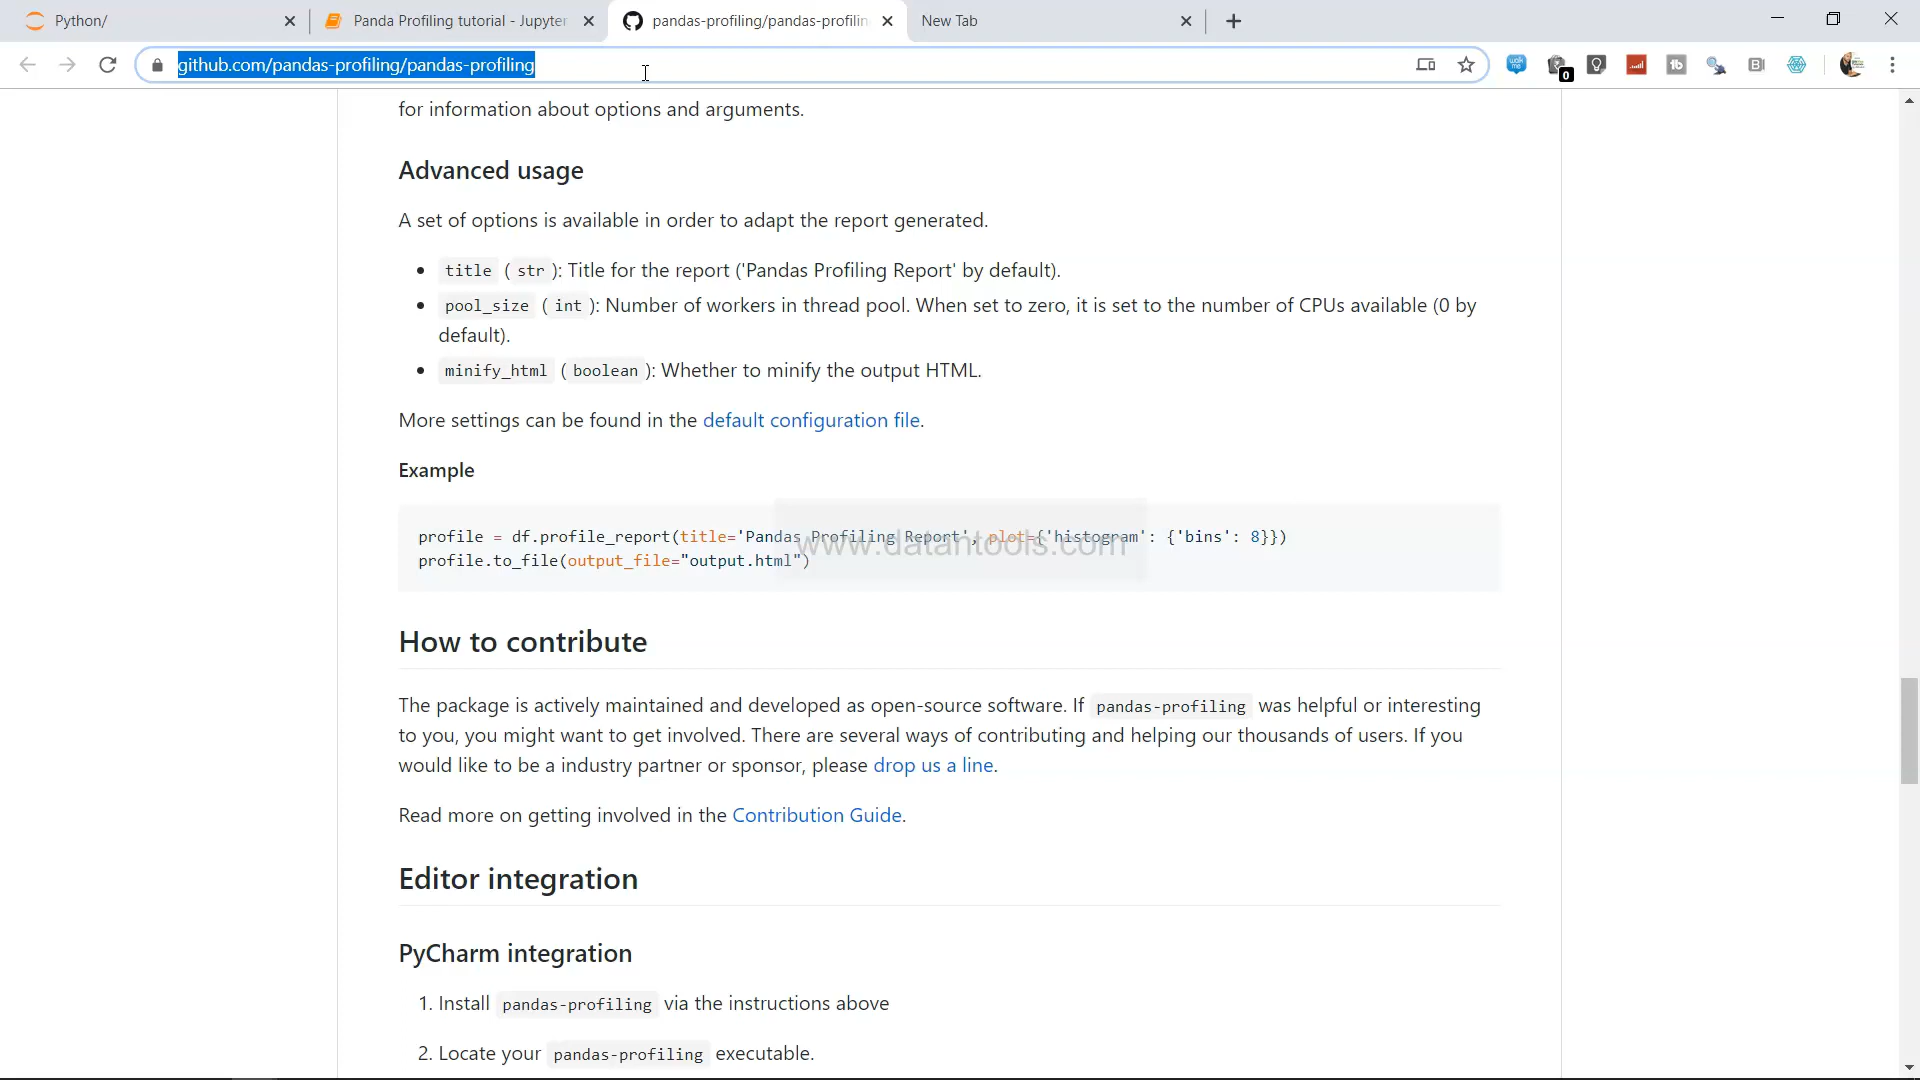 Python/
Panda Profiling tutorial - Jupyter
pandas-profiling/pandas-profilin
New Tab
github.com/pandas-profiling/pandas-profiling
0
for information about options and arguments.
Advanced usage
A set of options is available in order to adapt the report generated.
title ( str ): Title for the report ('Pandas Profiling Report' by default).
pool_size ( int ): Number of workers in thread pool. When set to zero, it is set to the number of CPUs available (0 by
default).
minify_html ( boolean ): Whether to minify the output HTML.
More settings can be found in the default configuration file.
Example
profile = df.profile_report(title='Pandas Profiling Report', plot={'histogram': {'bins': 8}})
www.datantools.com
profile.to_file(output_file="output.html")
How to contribute
The package is actively maintained and developed as open-source software. If pandas-profiling was helpful or interesting
to you, you might want to get involved. There are several ways of contributing and helping our thousands of users. If you
would like to be a industry partner or sponsor, please drop us a line.
Read more on getting involved in the Contribution Guide.
Editor integration
PyCharm integration
1. Install pandas-profiling via the instructions above
2. Locate your pandas-profiling executable.